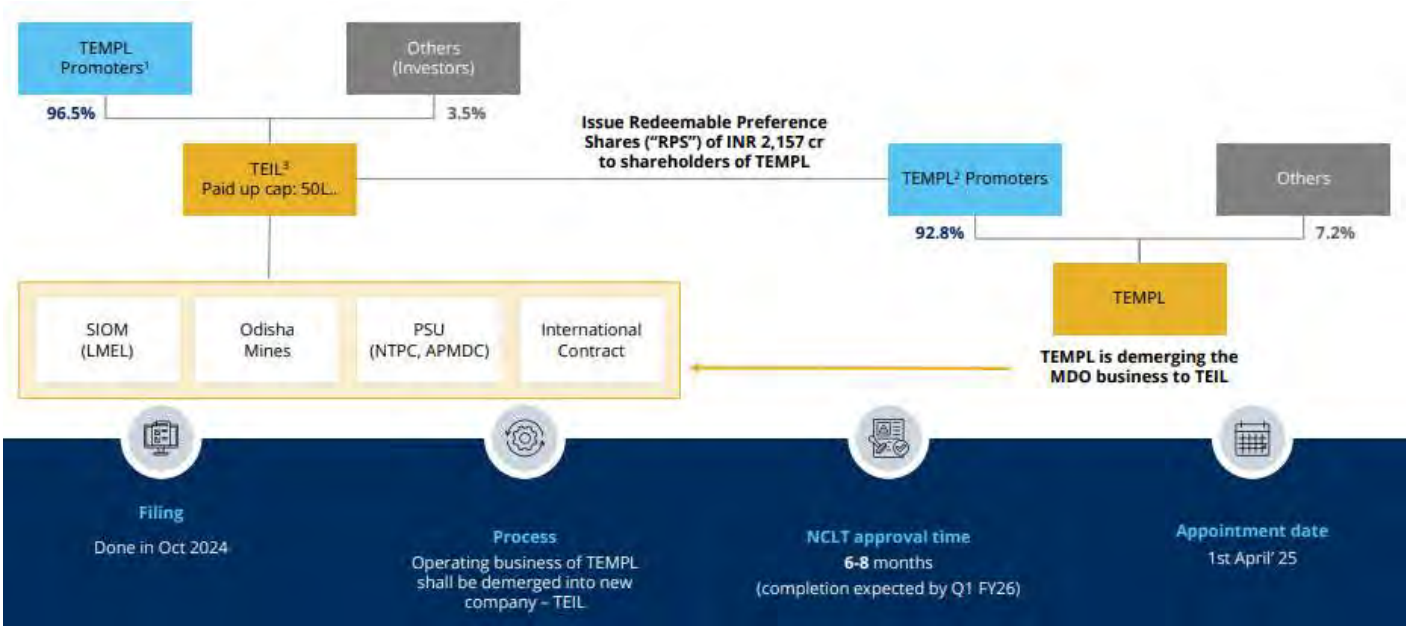 TEMPL
Promoters¹
Others
(Investors)
96.5%
3.5%
TEIL³
Paid up cap: 50L..
Issue Redeemable Preference
Shares (“RPS”) of INR 2,157 cr
to shareholders of TEMPL
TEMPL² Promoters
Others
92.8%
7.2%
TEMPL
SIOM
(LMEL)
Odisha
Mines
PSU
(NTPC, APMDC)
International
Contract
TEMPL is demerging the
MDO business to TEIL
Filing
Done in Oct 2024
Process
Operating business of TEMPL
shall be demerged into new
company – TEIL
NCLT approval time
6-8 months
(completion expected by Q1 FY26)
Appointment date
1st April’ 25